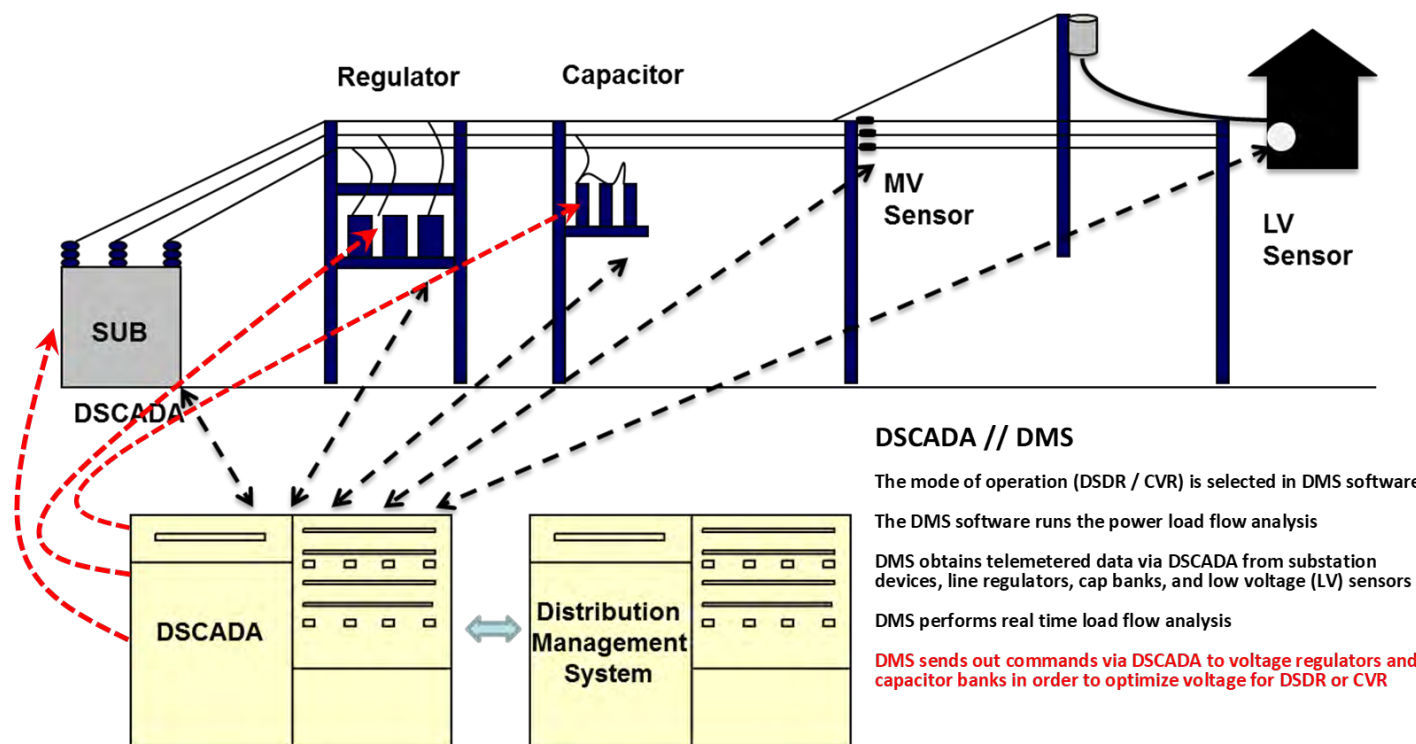 Regulator
Capacitor
MV
Sensor
LV
Sensor
SUB
DSCADA
DSCADA
Distribution
Management
System
DSCADA // DMS
The mode of operation (DSDR / CVR) is selected in DMS software
The DMS software runs the power load flow analysis
DMS obtains telemetered data via DSCADA from substation
devices, line regulators, cap banks, and low voltage (LV) sensors
DMS performs real time load flow analysis
DMS sends out commands via DSCADA to voltage regulators and
capacitor banks in order to optimize voltage for DSDR or CVR